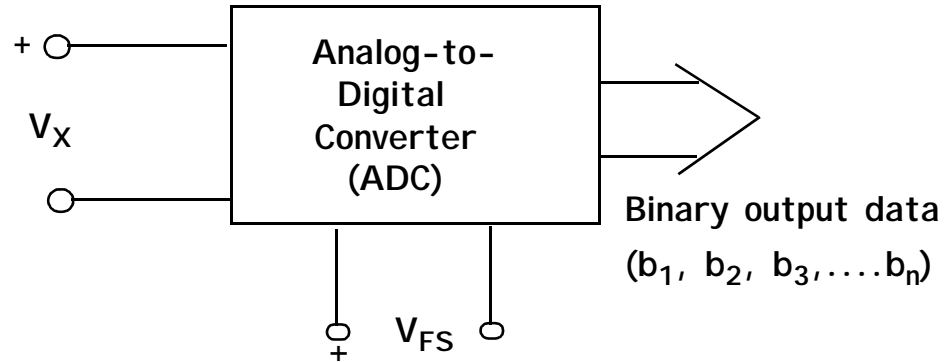 +
V_X
Analog-to-
Digital
Converter
(ADC)
Binary output data
(b_1, b_2, b_3,....b_n)
V_FS
+